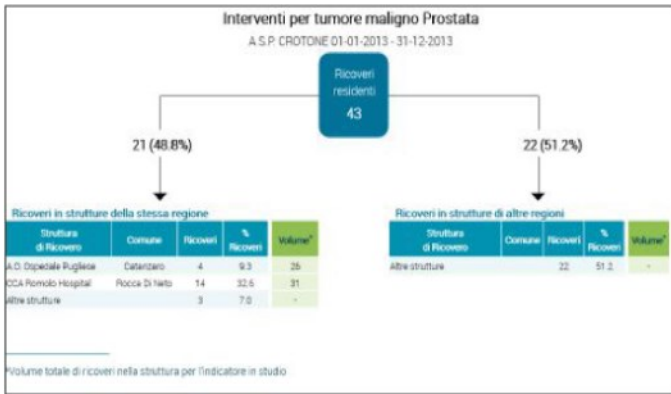 Interventi per tumore maligno Prostata
A.S.P. CROTONE 01-01-2013 - 31-12-2013
Ricoveri
residenti
43
21 (48.8%)
22 (51.2%)
Ricoveri in strutture della stessa regione
Struttura di Ricovero Comune Ricoveri % Ricoveri Volume*
A.O. Ospedale Pugliese Catanzaro 4 9.3 26
CCA Romolo Hospital Rocca Di Neto 14 32.6 31
Altre strutture 3 7.0 -
Ricoveri in strutture di altre regioni
Struttura di Ricovero Comune Ricoveri % Ricoveri Volume*
Altre strutture 22 51.2 -
*Volume totale di ricoveri nella struttura per l'indicatore in studio